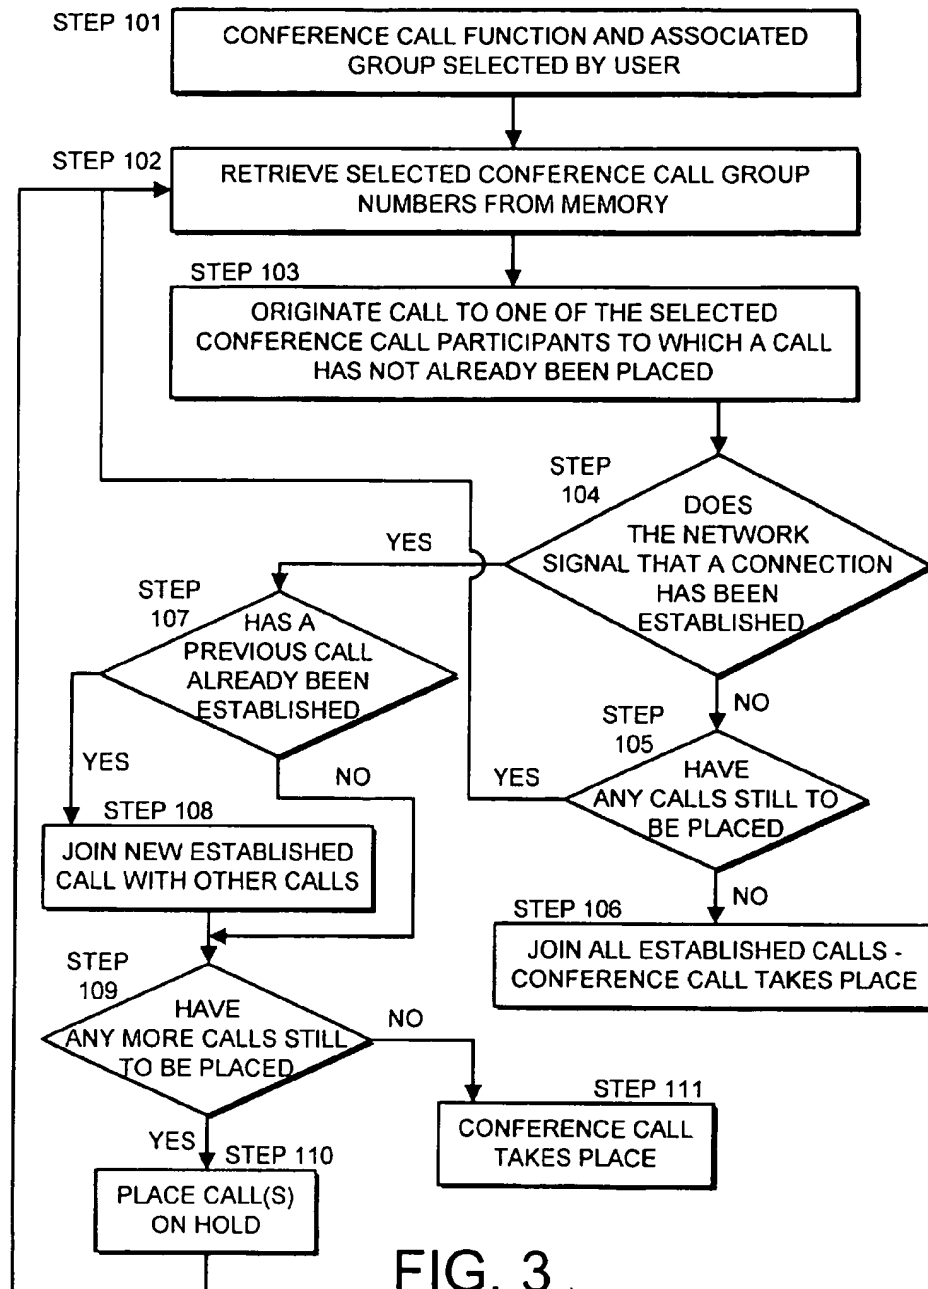 STEP 101
CONFERENCE CALL FUNCTION AND ASSOCIATED
GROUP SELECTED BY USER
STEP 102
RETRIEVE SELECTED CONFERENCE CALL GROUP
NUMBERS FROM MEMORY
STEP 103
ORIGINATE CALL TO ONE OF THE SELECTED
CONFERENCE CALL PARTICIPANTS TO WHICH A CALL
HAS NOT ALREADY BEEN PLACED
STEP
104
DOES
THE NETWORK
SIGNAL THAT A CONNECTION
HAS BEEN
ESTABLISHED
YES
NO
STEP
107
HAS A
PREVIOUS CALL
ALREADY BEEN
ESTABLISHED
YES
NO
STEP
105
HAVE
ANY CALLS STILL TO
BE PLACED
YES
NO
STEP 108
JOIN NEW ESTABLISHED
CALL WITH OTHER CALLS
STEP 106
JOIN ALL ESTABLISHED CALLS -
CONFERENCE CALL TAKES PLACE
STEP
109
HAVE
ANY MORE CALLS STILL
TO BE PLACED
NO
YES
STEP 111
CONFERENCE CALL
TAKES PLACE
STEP 110
PLACE CALL(S)
ON HOLD
FIG. 3